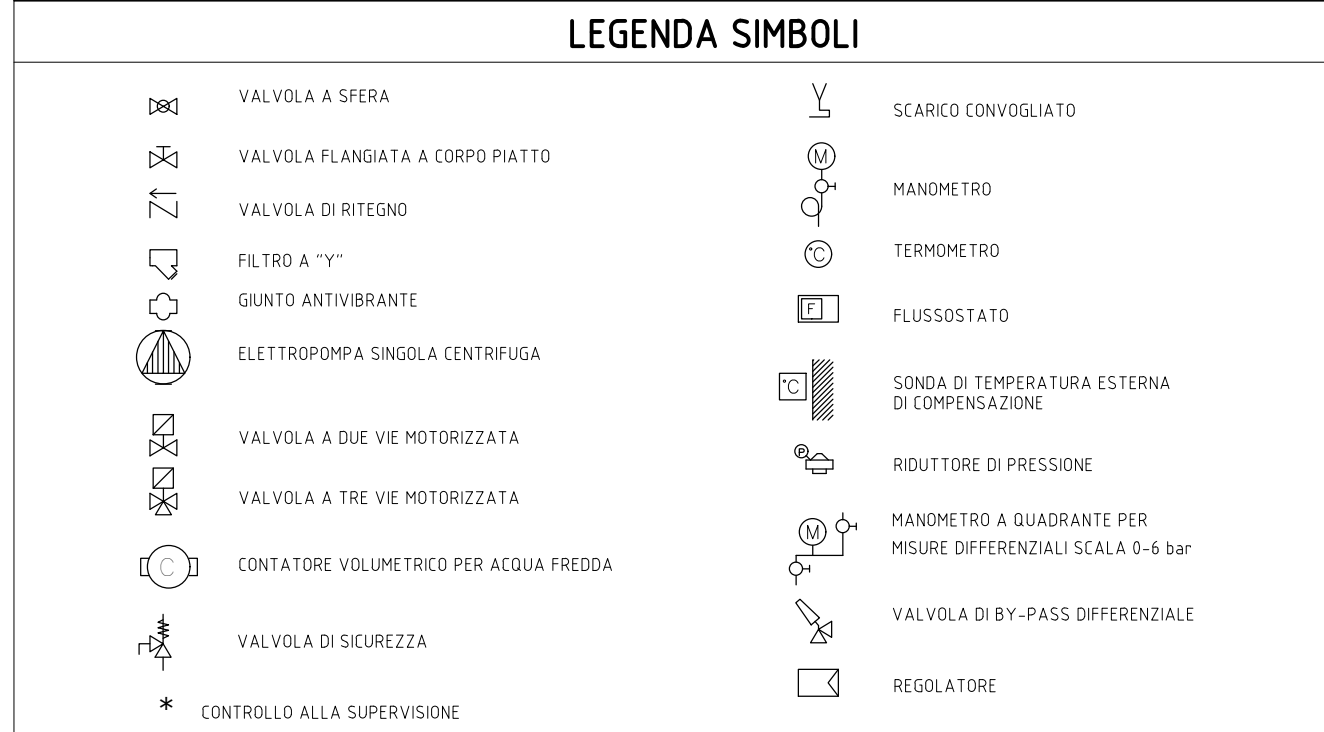 LEGENDA SIMBOLI
VALVOLA A SFERA
VALVOLA FLANGIATA A CORPO PIATTO
VALVOLA DI RITEGNO
FILTRO A "Y"
GIUNTO ANTIVIBRANTE
ELETTROPOMPA SINGOLA CENTRIFUGA
VALVOLA A DUE VIE MOTORIZZATA
VALVOLA A TRE VIE MOTORIZZATA
C
CONTATORE VOLUMETRICO PER ACQUA FREDDA
VALVOLA DI SICUREZZA
* CONTROLLO ALLA SUPERVISIONE
SCARICO CONVOGLIATO
M
MANOMETRO
°C
TERMOMETRO
F
FLUSSOSTATO
°C
SONDA DI TEMPERATURA ESTERNA
DI COMPENSAZIONE
P
RIDUTTORE DI PRESSIONE
M
MANOMETRO A QUADRANTE PER
MISURE DIFFERENZIALI SCALA 0-6 bar
VALVOLA DI BY-PASS DIFFERENZIALE
REGOLATORE